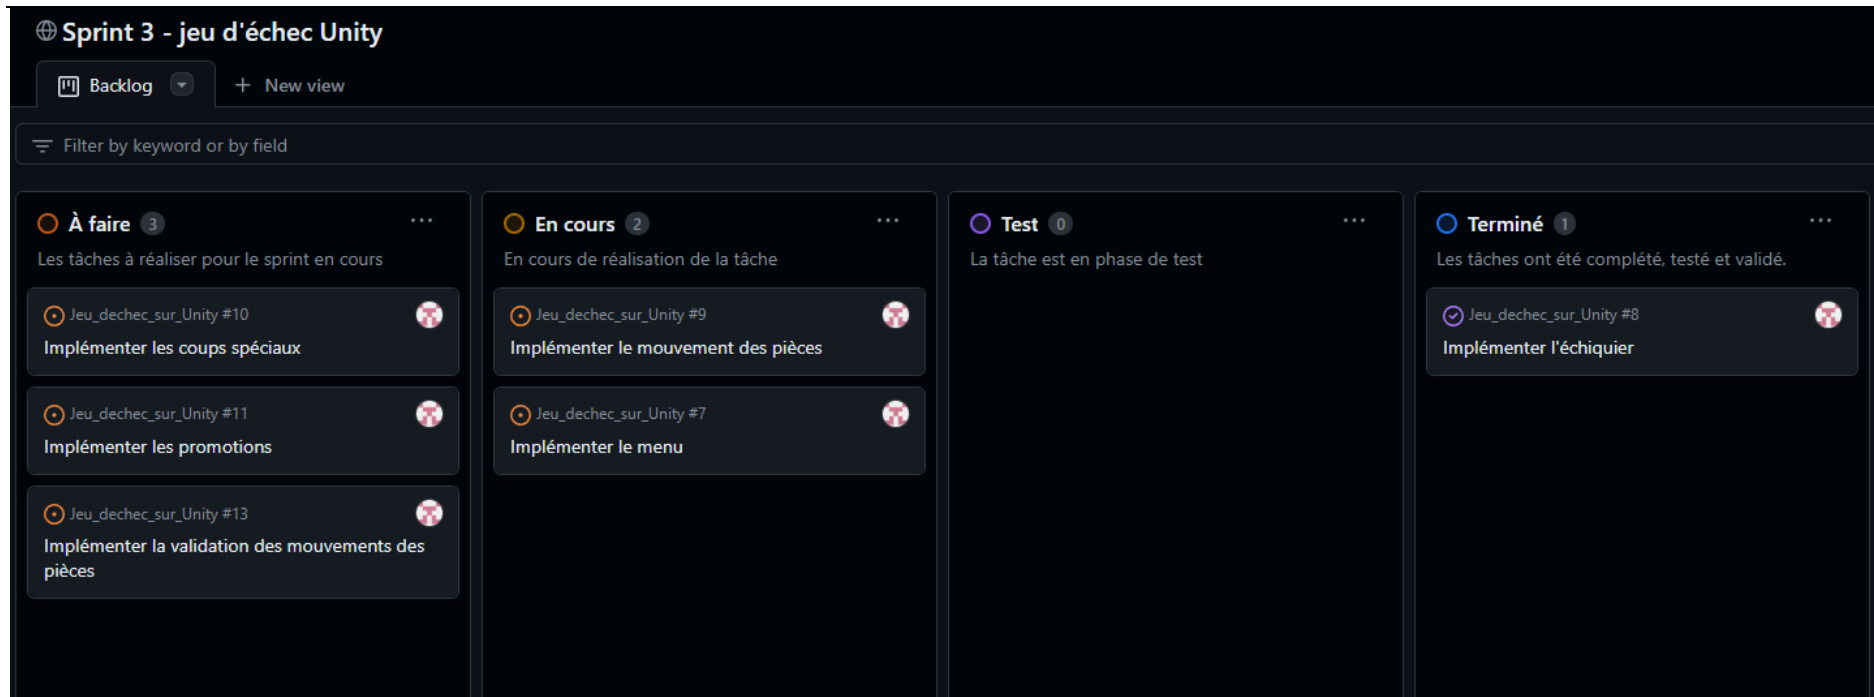 Sprint 3 - jeu d'échec Unity
Backlog
New view
Filter by keyword or by field
À faire 3
Les tâches à réaliser pour le sprint en cours
Jeu_dechec_sur_Unity #10
Implémenter les coups spéciaux
Jeu_dechec_sur_Unity #11
Implémenter les promotions
Jeu_dechec_sur_Unity #13
Implémenter la validation des mouvements des
pièces
En cours 2
En cours de réalisation de la tâche
Jeu_dechec_sur_Unity #9
Implémenter le mouvement des pièces
Jeu_dechec_sur_Unity #7
Implémenter le menu
Test 0
La tâche est en phase de test
Terminé 1
Les tâches ont été complété, testé et validé.
Jeu_dechec_sur_Unity #8
Implémenter l'échiquier